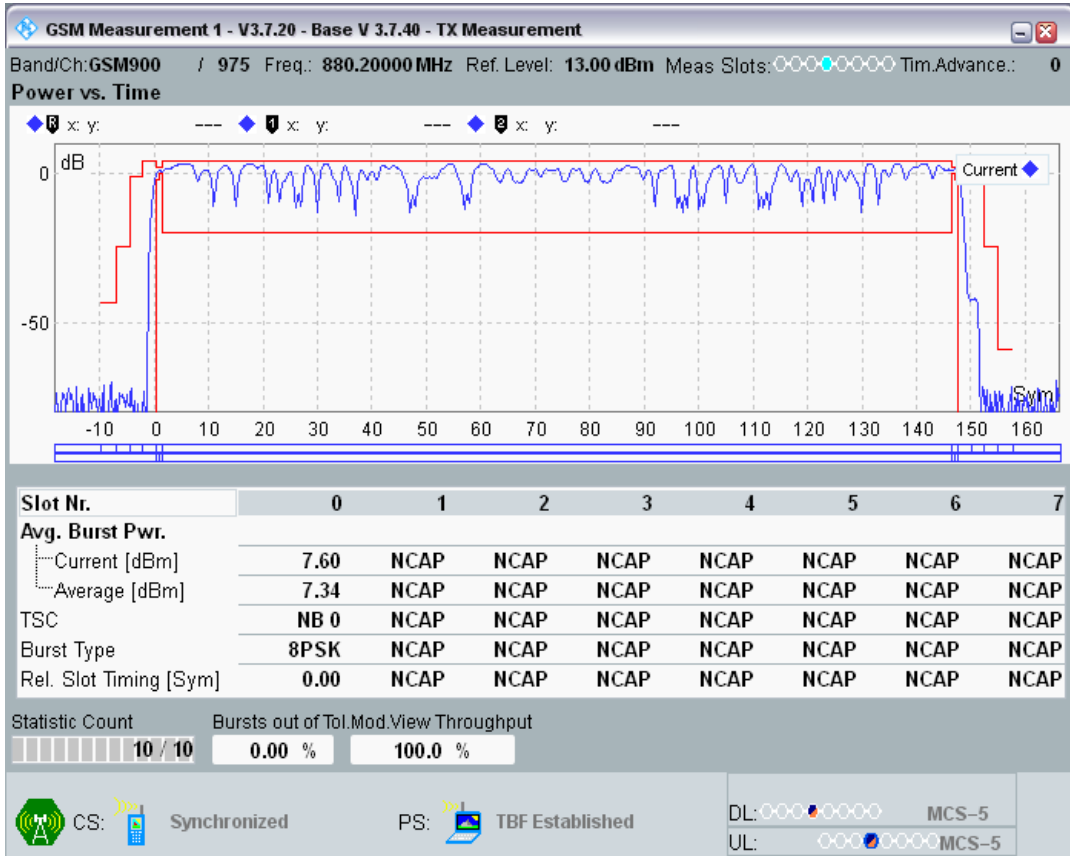 GSM Measurement 1 - V3.7.20 - Base V 3.7.40 - TX Measurement
Band/Ch:GSM900 / 975 Freq.: 880.20000 MHz Ref. Level: 13.00 dBm Meas Slots: Tim.Advance.: 0
Power vs. Time
R x: y: --- 1 x: y: --- 2 x: y: ---
dB
Current
0
-50
Sym
-10 0 10 20 30 40 50 60 70 80 90 100 110 120 130 140 150 160
Slot Nr. 0 1 2 3 4 5 6 7
Avg. Burst Pwr.
Current [dBm] 7.60 NCAP NCAP NCAP NCAP NCAP NCAP NCAP
Average [dBm] 7.34 NCAP NCAP NCAP NCAP NCAP NCAP NCAP
TSC NB 0 NCAP NCAP NCAP NCAP NCAP NCAP NCAP
Burst Type 8PSK NCAP NCAP NCAP NCAP NCAP NCAP NCAP
Rel. Slot Timing [Sym] 0.00 NCAP NCAP NCAP NCAP NCAP NCAP NCAP
Statistic Count Bursts out of Tol.Mod.View Throughput
10 / 10 0.00 % 100.0 %
CS: Synchronized PS: TBF Established
DL: MCS-5
UL: MCS-5